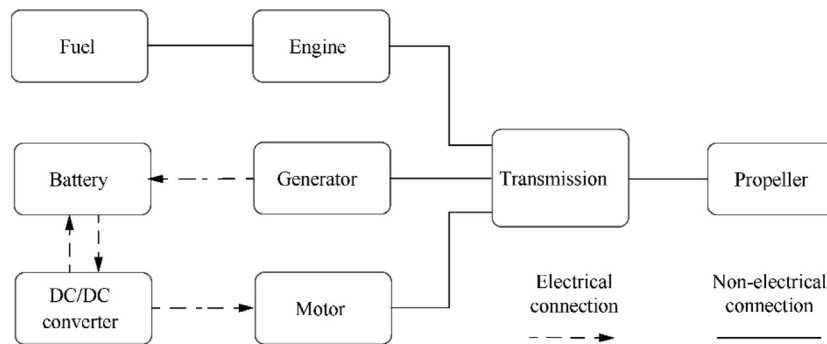 Fuel
Engine
Battery
Generator
Transmission
Propeller
DC/DC
converter
Motor
Electrical
connection
Non-electrical
connection